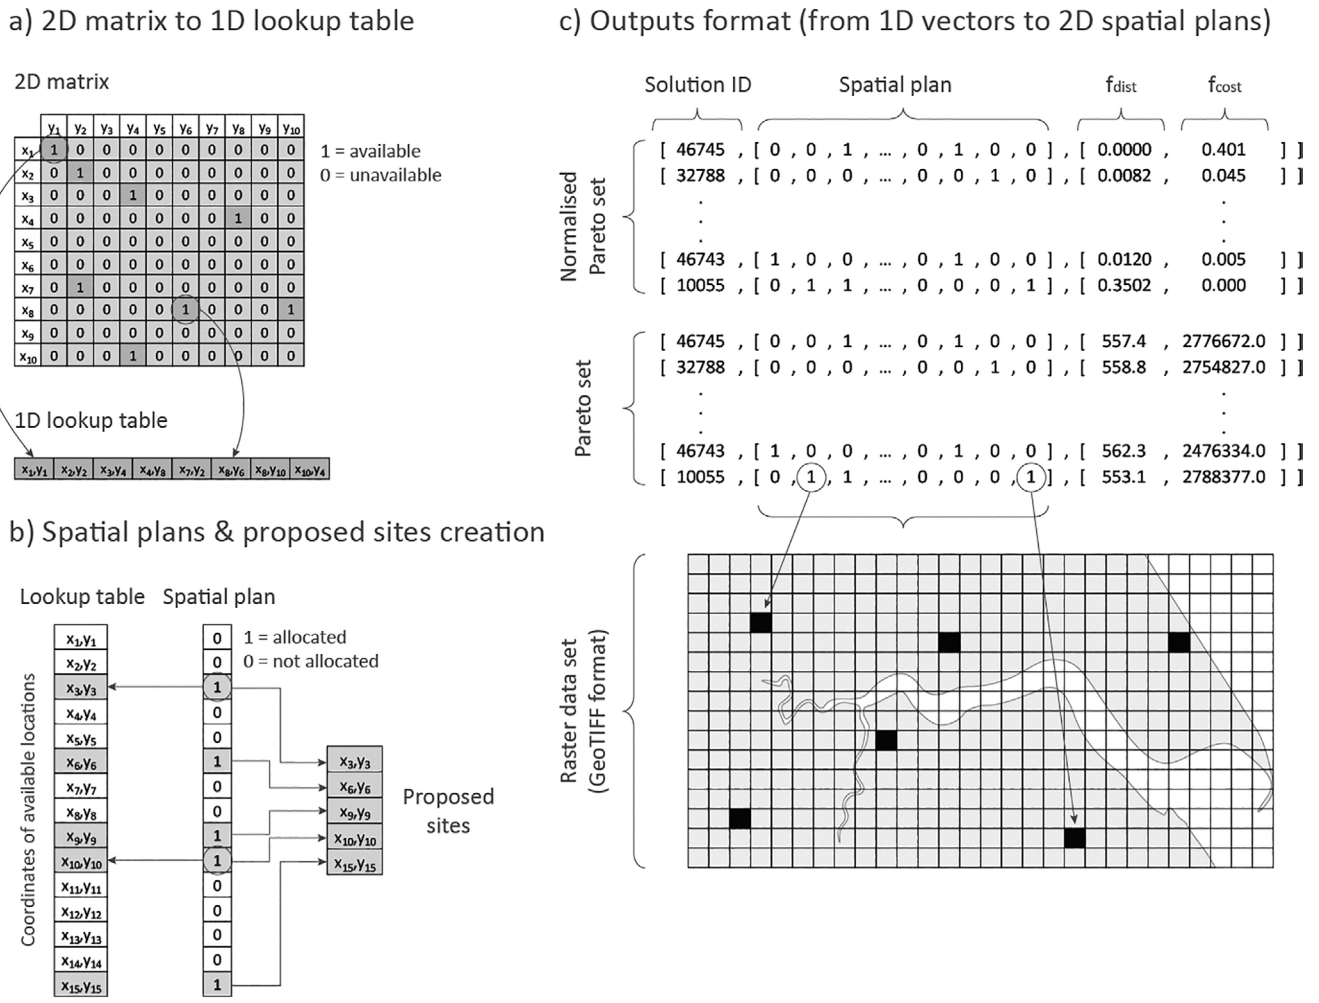 a) 2D matrix to 1D lookup table
2D matrix
y1 y2 y3 y4 y5 y6 y7 y8 y9 y10
x1 1 0 0 0 0 0 0 0 0 0
x2 0 1 0 0 0 0 0 0 0 0
x3 0 0 0 1 0 0 0 0 0 0
x4 0 0 0 0 0 0 0 1 0 0
x5 0 0 0 0 0 0 0 0 0 0
x6 0 0 0 0 0 0 0 0 0 0
x7 0 1 0 0 0 0 0 0 0 0
x8 0 0 0 0 0 1 0 0 0 1
x9 0 0 0 0 0 0 0 0 0 0
x10 0 0 0 1 0 0 0 0 0 0
1 = available
0 = unavailable
1D lookup table
x1,y1 x2,y2 x3,y4 x4,y8 x7,y2 x8,y6 x8,y10 x10,y4
b) Spatial plans & proposed sites creation
Lookup table Spatial plan
Coordinates of available locations
x1,y1 0
x2,y2 0
x3,y3 1
x4,y4 0
x5,y5 0
x6,y6 1
x7,y7 0
x8,y8 0
x9,y9 1
x10,y10 1
x11,y11 0
x12,y12 0
x13,y13 0
x14,y14 0
x15,y15 1
1 = allocated
0 = not allocated
x3,y3
x6,y6
x9,y9
x10,y10
x15,y15
Proposed
sites
c) Outputs format (from 1D vectors to 2D spatial plans)
Solution ID Spatial plan fdist fcost
Normalised
Pareto set
[ 46745 , [ 0 , 0 , 1 , ... , 0 , 1 , 0 , 0 ] , [ 0.0000 , 0.401 ] ]
[ 32788 , [ 0 , 0 , 0 , ... , 0 , 0 , 1 , 0 ] , [ 0.0082 , 0.045 ] ]
[ 46743 , [ 1 , 0 , 0 , ... , 0 , 1 , 0 , 0 ] , [ 0.0120 , 0.005 ] ]
[ 10055 , [ 0 , 1 , 1 , ... , 0 , 0 , 0 , 1 ] , [ 0.3502 , 0.000 ] ]
Pareto set
[ 46745 , [ 0 , 0 , 1 , ... , 0 , 1 , 0 , 0 ] , [ 557.4 , 2776672.0 ] ]
[ 32788 , [ 0 , 0 , 0 , ... , 0 , 0 , 1 , 0 ] , [ 558.8 , 2754827.0 ] ]
[ 46743 , [ 1 , 0 , 0 , ... , 0 , 1 , 0 , 0 ] , [ 562.3 , 2476334.0 ] ]
[ 10055 , [ 0 , 1 , 1 , ... , 0 , 0 , 0 , 1 ] , [ 553.1 , 2788377.0 ] ]
Raster data set
(GeoTIFF format)